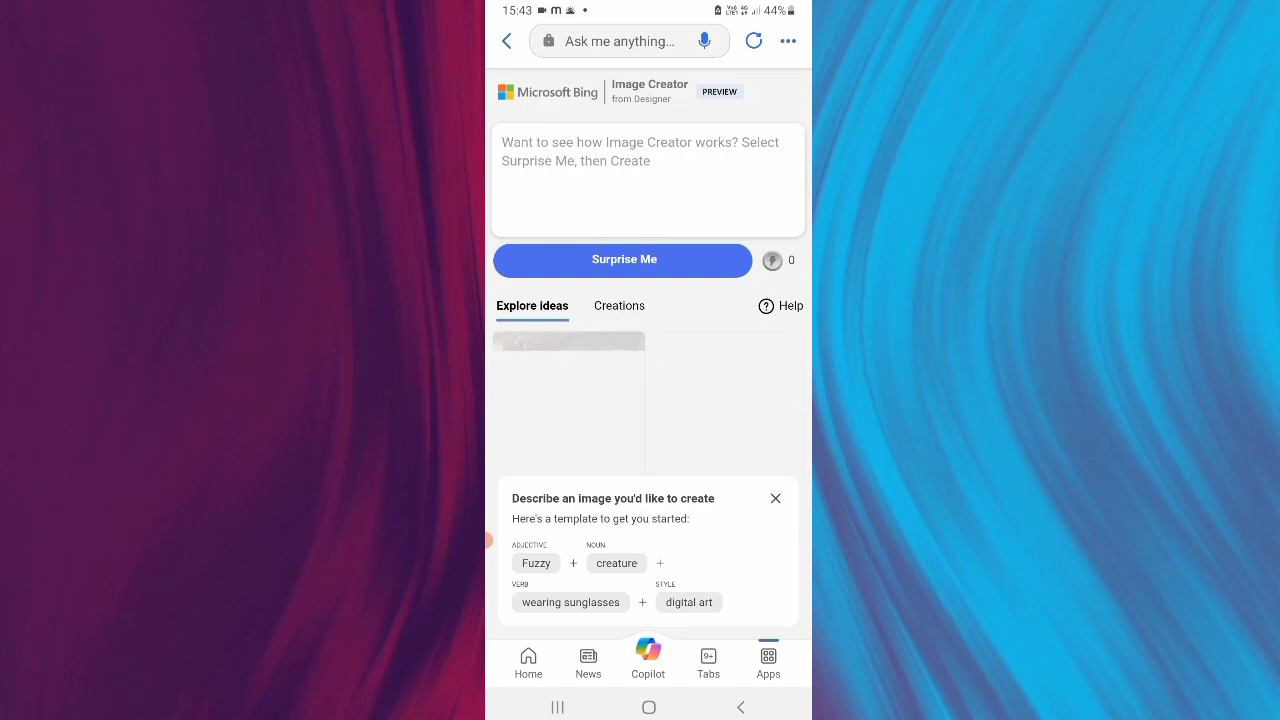 15:43 m 44%
Ask me anything...
Microsoft Bing Image Creator PREVIEW
from Designer
Want to see how Image Creator works? Select
Surprise Me, then Create
Surprise Me 0
Explore ideas Creations Help
Describe an image you'd like to create
Here's a template to get you started:
ADJECTIVE NOUN
Fuzzy + creature +
VERB STYLE
wearing sunglasses + digital art
9+
Home News Copilot Tabs Apps